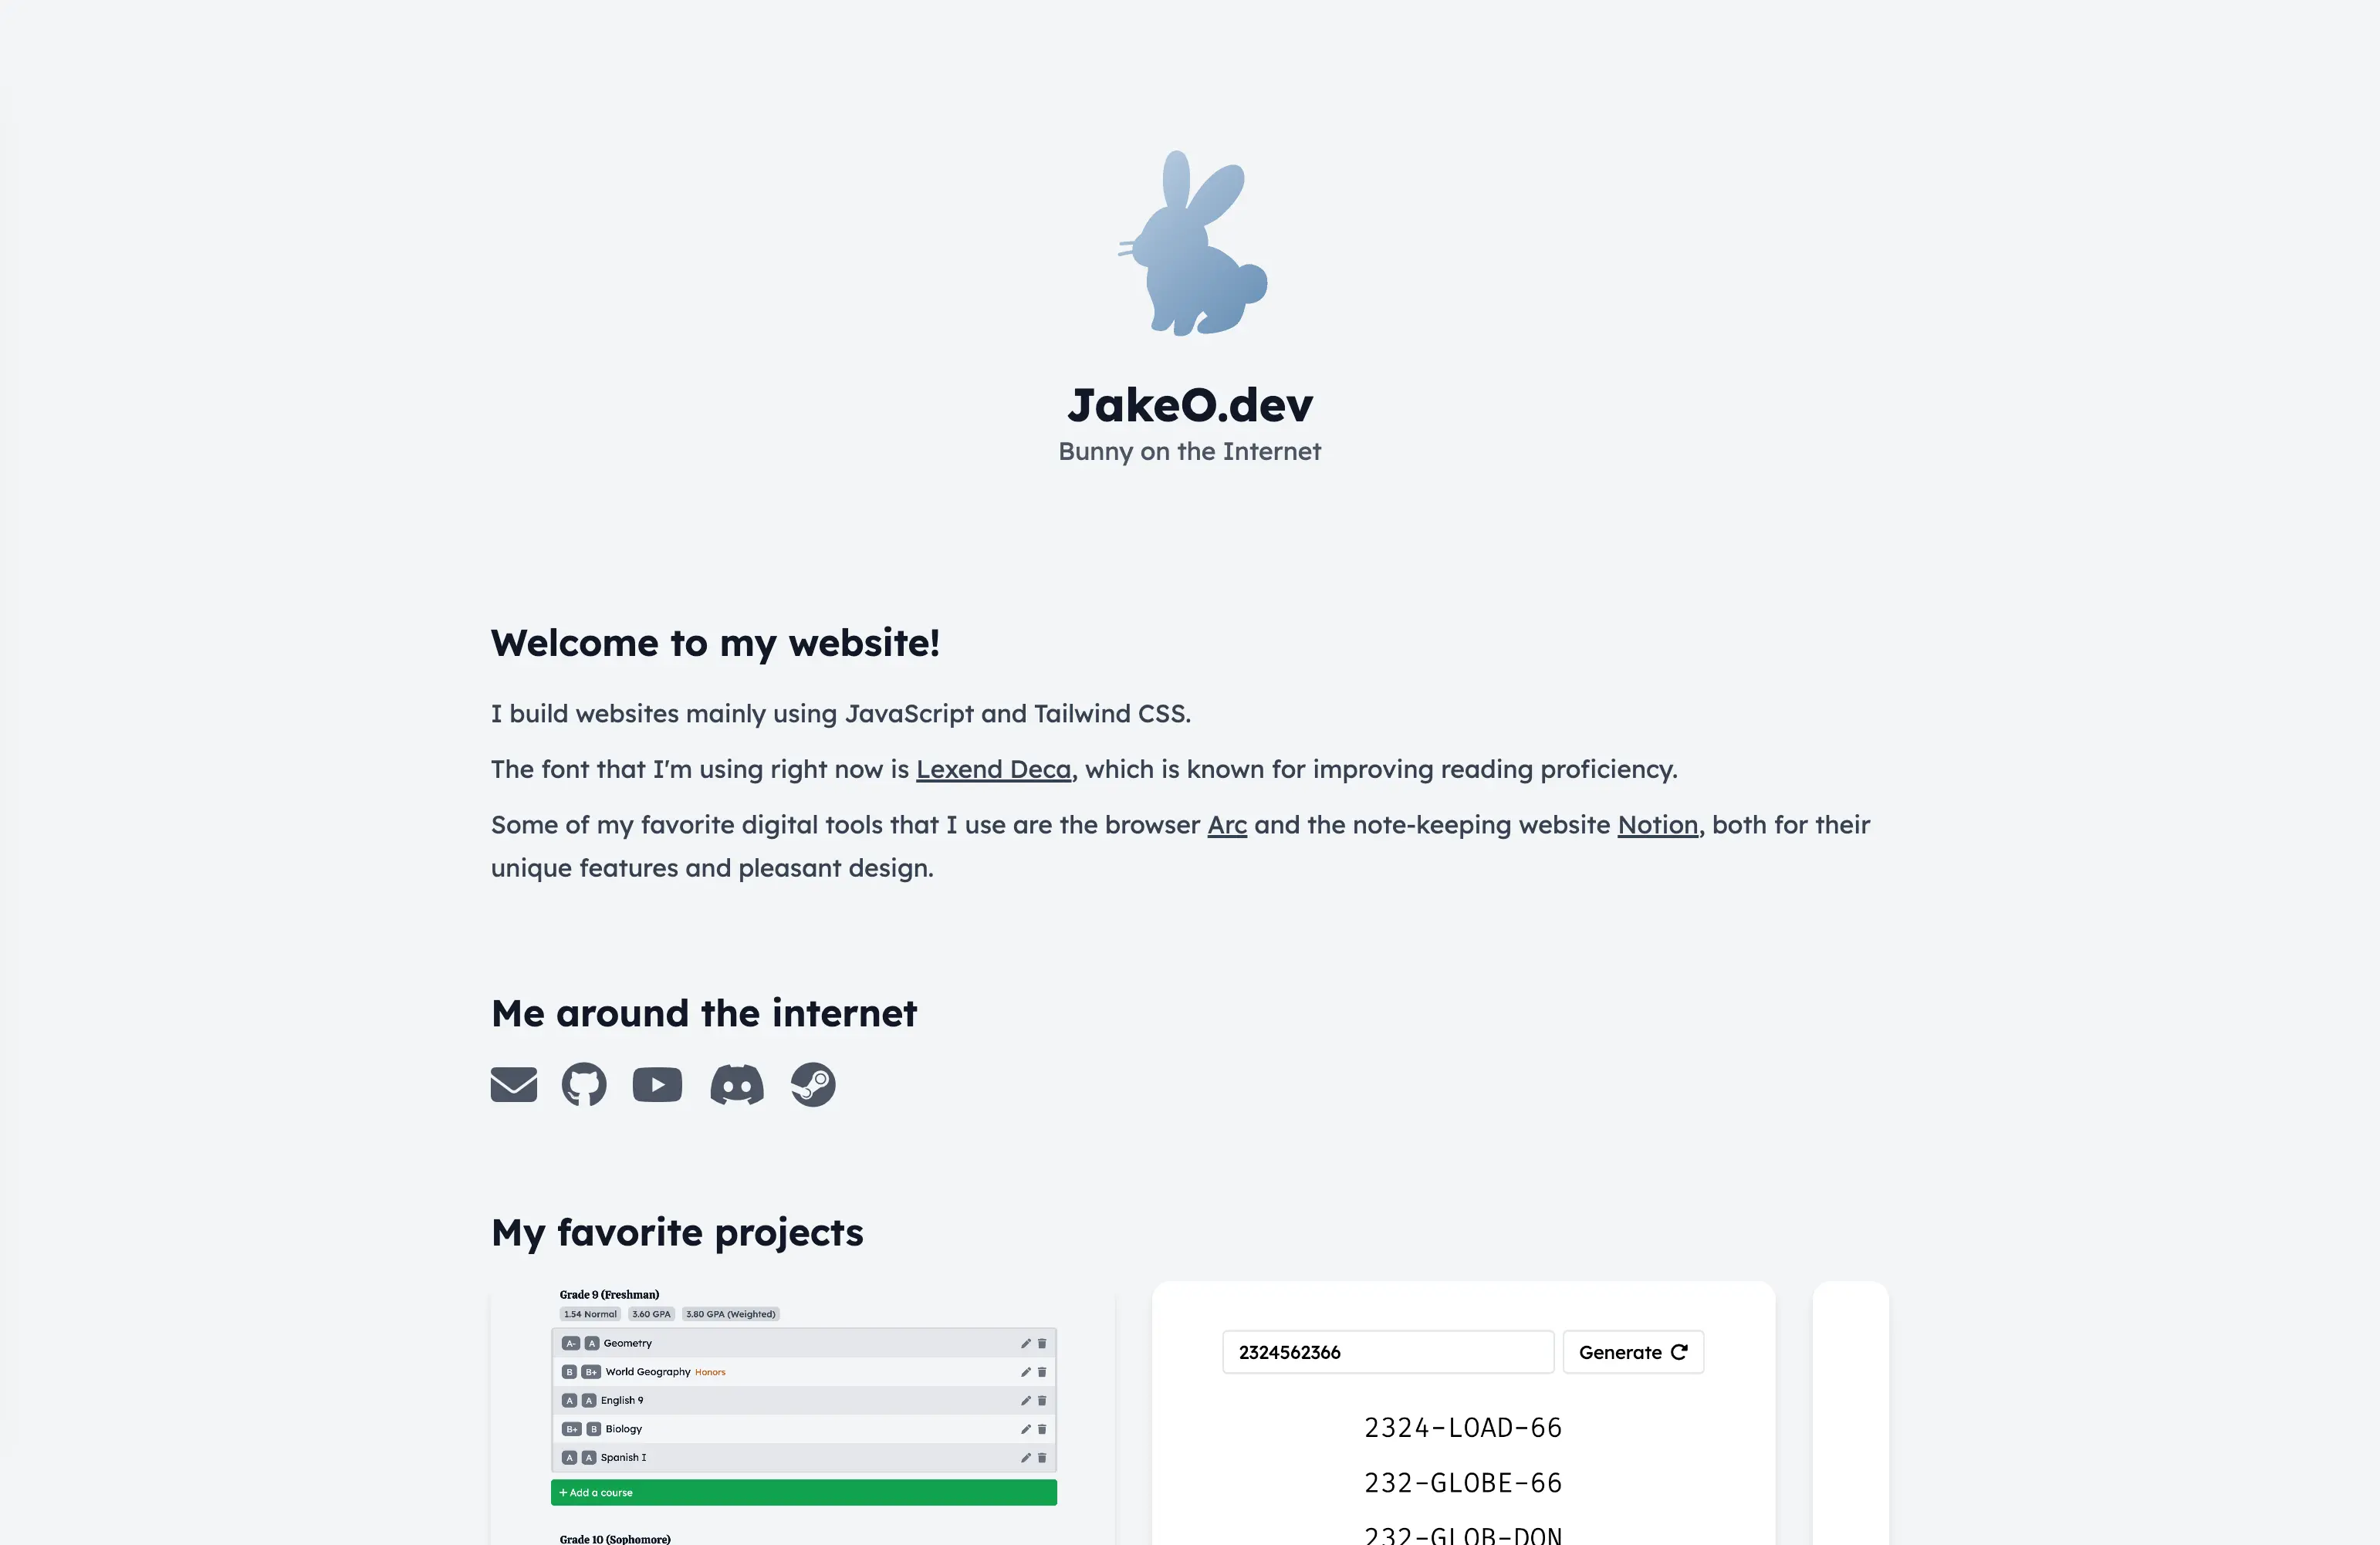 JakeO.dev
Bunny on the Internet
Welcome to my website!
I build websites mainly using JavaScript and Tailwind CSS.
The font that I'm using right now is Lexend Deca, which is known for improving reading proficiency.
Some of my favorite digital tools that I use are the browser Arc and the note-keeping website Notion, both for their
unique features and pleasant design.
Me around the internet
My favorite projects
Grade 9 (Freshman)
1.54 Normal 3.60 GPA 3.80 GPA (Weighted)
A- A Geometry
B B+ World Geography Honors
A A English 9
B+ B Biology
A A Spanish I
+ Add a course
Grade 10 (Sophomore)
2324562366 Generate
2324-LOAD-66
232-GLOBE-66
232-GLOB-DON